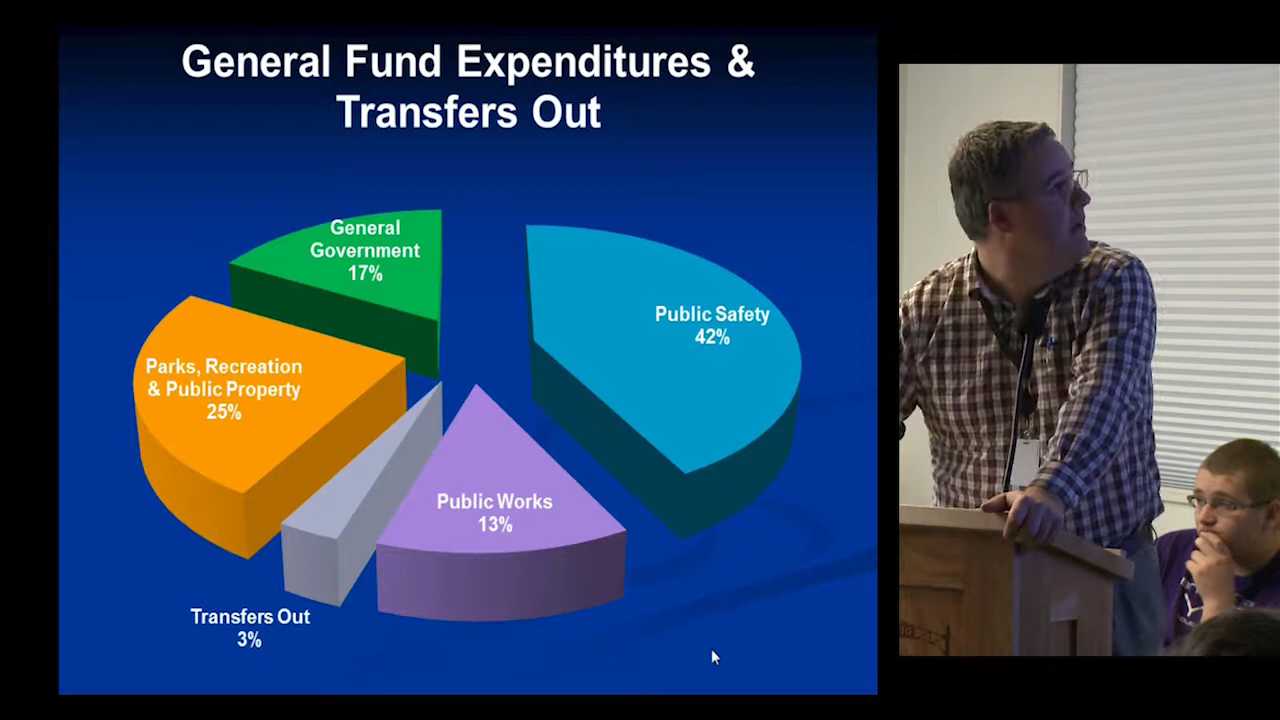 General Fund Expenditures &
Transfers Out
General
Government
17%
Public Safety
42%
Parks, Recreation
& Public Property
25%
Public Works
13%
Transfers Out
3%